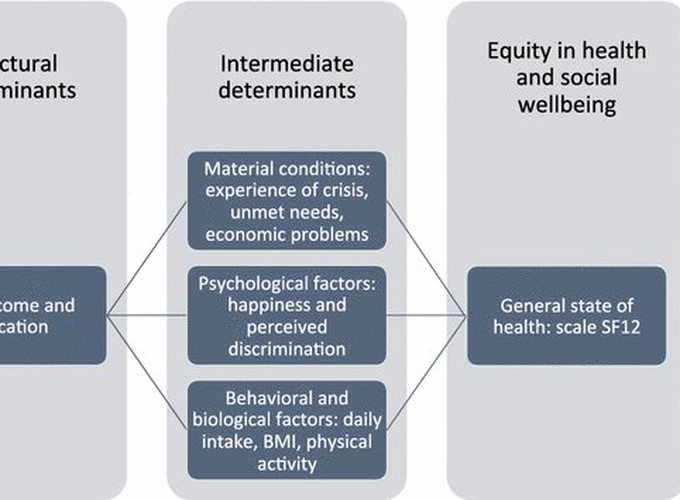 ctural
minants
come and
cation
Intermediate
determinants
Material conditions:
experience of crisis,
unmet needs,
economic problems
Psychological factors:
happiness and
perceived
discrimination
Behavioral and
biological factors: daily
intake, BMI, physical
activity
Equity in health
and social
wellbeing
General state of
health: scale SF12